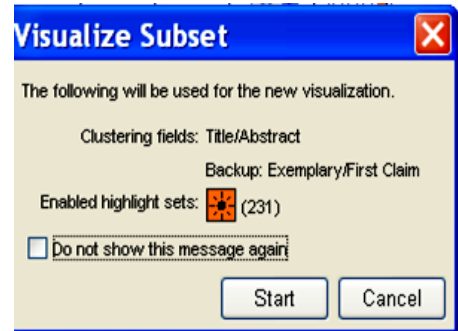 Visualize Subset
The following will be used for the new visualization.
Clustering fields: Title/Abstract
Backup: Exemplary/First Claim
Enabled highlight sets: (231)
Do not show this message again
Start Cancel